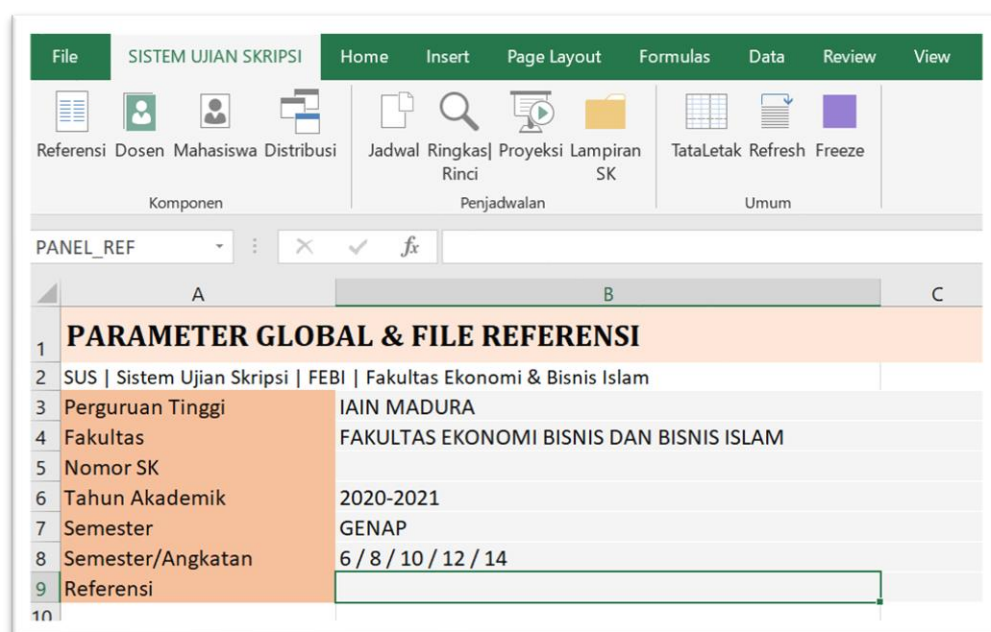 File SISTEM UJIAN SKRIPSI Home Insert Page Layout Formulas Data Review View
Referensi Dosen Mahasiswa Distribusi Jadwal Ringkas| Proyeksi Lampiran TataLetak Refresh Freeze
Rinci SK
Komponen Penjadwalan Umum
PANEL_REF fx
A B C
1 PARAMETER GLOBAL & FILE REFERENSI
2 SUS | Sistem Ujian Skripsi | FEBI | Fakultas Ekonomi & Bisnis Islam
3 Perguruan Tinggi IAIN MADURA
4 Fakultas FAKULTAS EKONOMI BISNIS DAN BISNIS ISLAM
5 Nomor SK
6 Tahun Akademik 2020-2021
7 Semester GENAP
8 Semester/Angkatan 6 / 8 / 10 / 12 / 14
9 Referensi
10